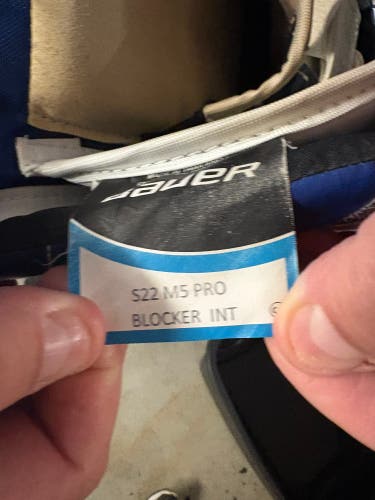 BAUER
S22 M5 PRO
BLOCKER INT